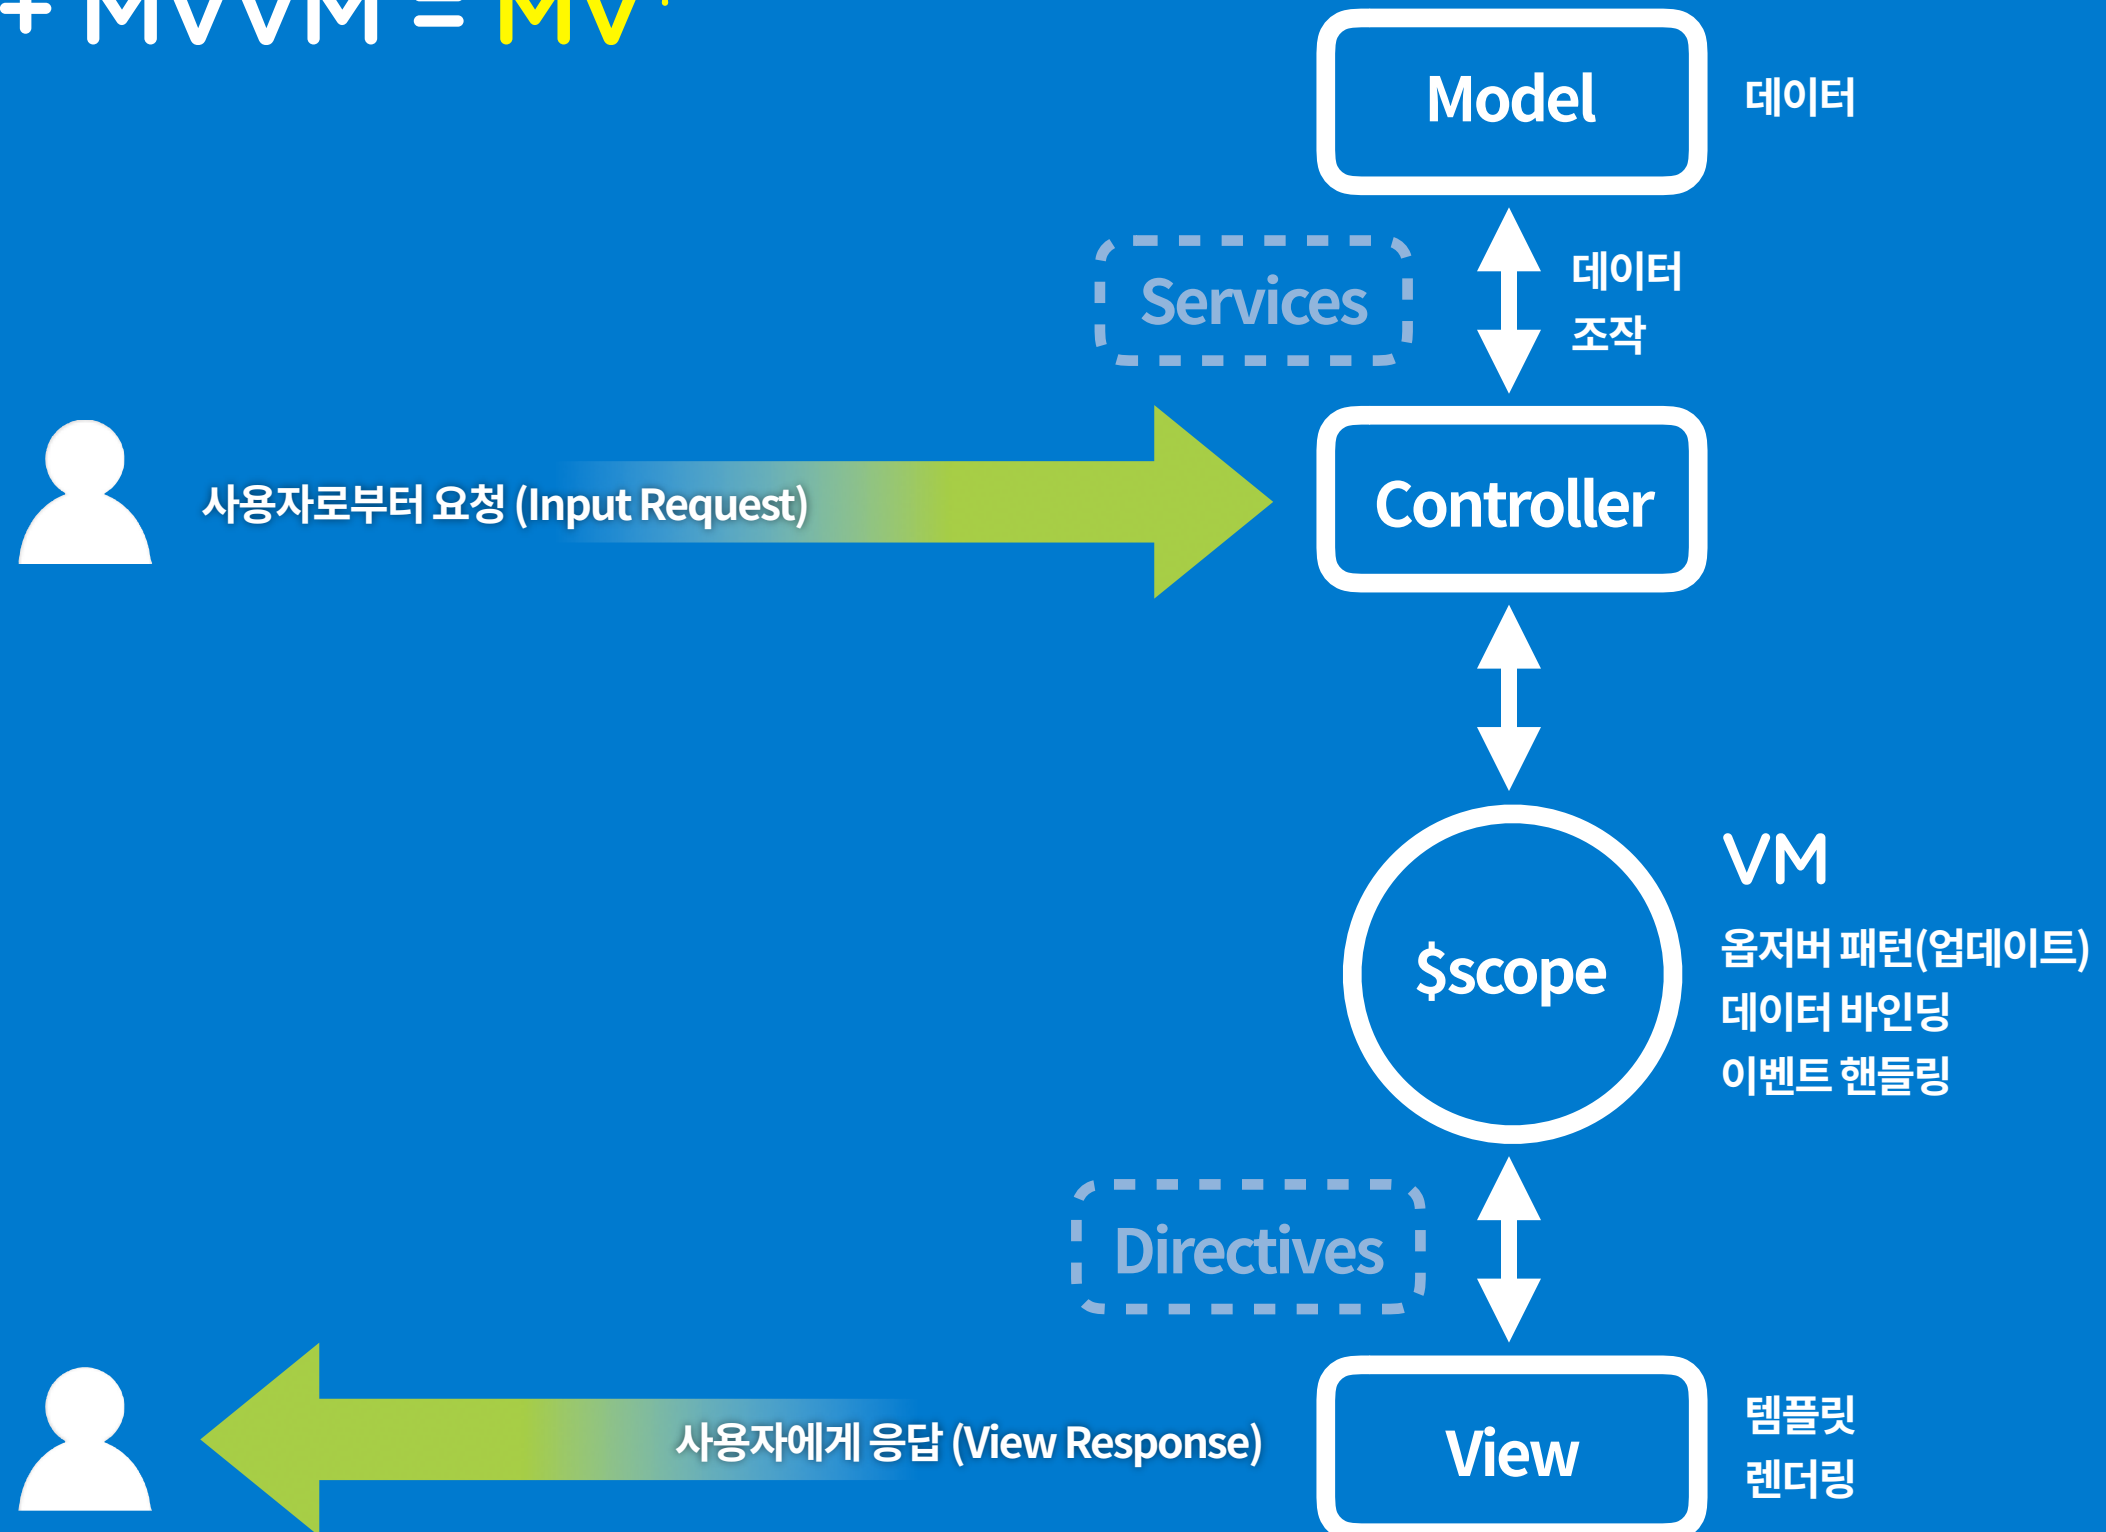 + MVVM = MV*
Model
데이터
Services
데이터
조작
사용자로부터 요청 (Input Request)
Controller
VM
$scope
옵저버 패턴(업데이트)
데이터 바인딩
이벤트 핸들링
Directives
사용자에게 응답 (View Response)
View
템플릿
렌더링